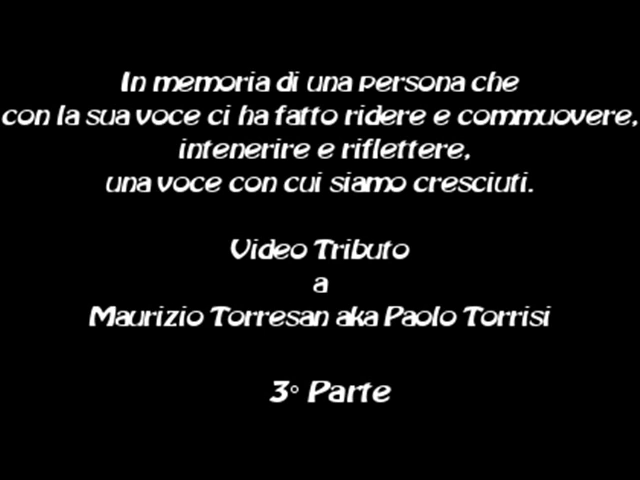 In memoria di una persona che
con la sua voce ci ha fatto ridere e commuovere,
intenerire e riflettere,
una voce con cui siamo cresciuti.
Video Tributo
a
Maurizio Torresan aka Paolo Torrisi
3° Parte